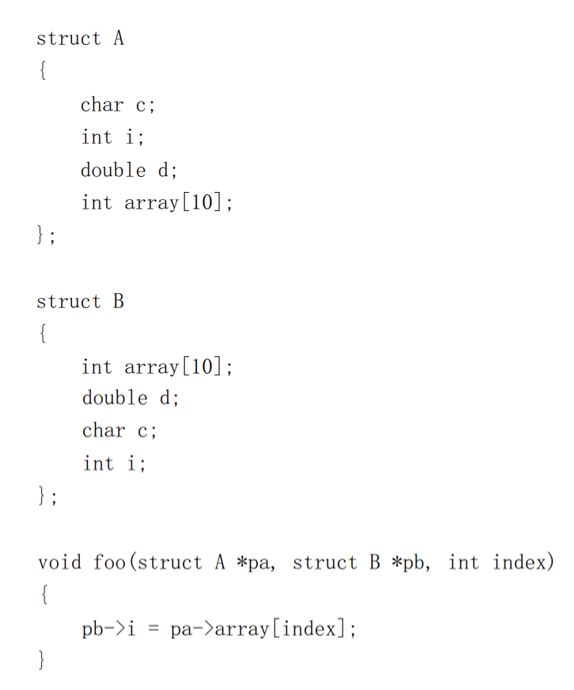 struct A
{
    char c;
    int i;
    double d;
    int array[10];
};

struct B
{
    int array[10];
    double d;
    char c;
    int i;
};

void foo(struct A *pa, struct B *pb, int index)
{
    pb->i = pa->array[index];
}